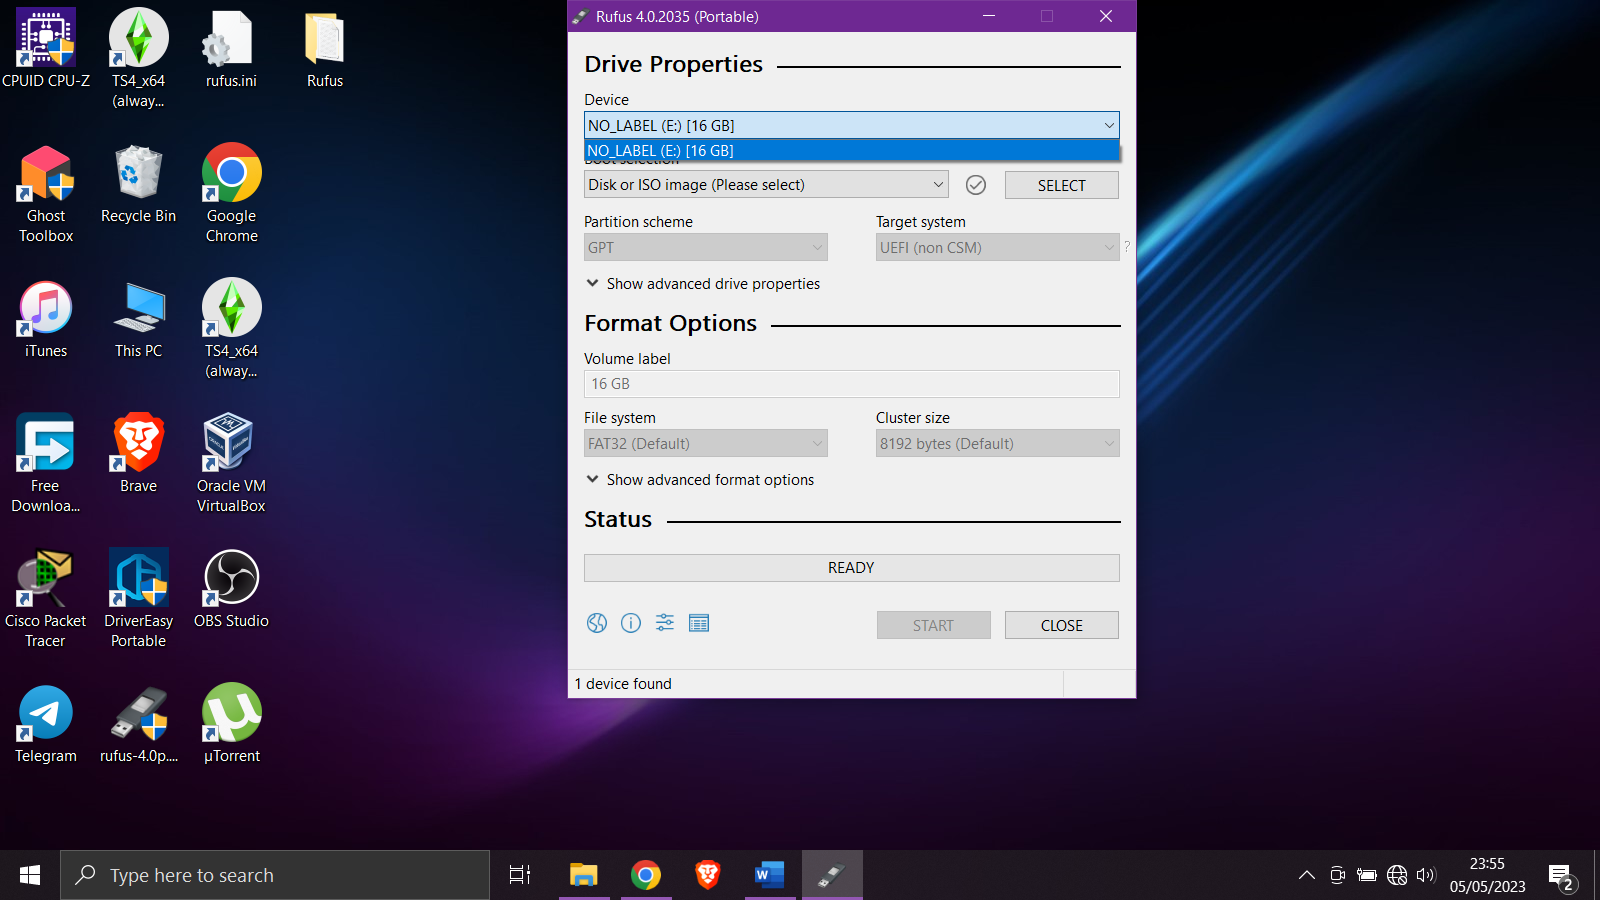 CPUID CPU-Z
TS4_x64
(alway...
rufus.ini
Rufus
Ghost
Toolbox
Recycle Bin
Google
Chrome
iTunes
This PC
TS4_x64
(alway...
Free
Downloa...
Brave
Oracle VM
VirtualBox
Cisco Packet
Tracer
DriverEasy
Portable
OBS Studio
Telegram
rufus-4.0p....
µTorrent
Rufus 4.0.2035 (Portable)
Drive Properties
Device
NO_LABEL (E:) [16 GB]
NO_LABEL (E:) [16 GB]
Boot selection
Disk or ISO image (Please select)
SELECT
Partition scheme
Target system
GPT
UEFI (non CSM)
?
Show advanced drive properties
Format Options
Volume label
16 GB
File system
Cluster size
FAT32 (Default)
8192 bytes (Default)
Show advanced format options
Status
READY
START
CLOSE
1 device found
Type here to search
23:55
05/05/2023
2